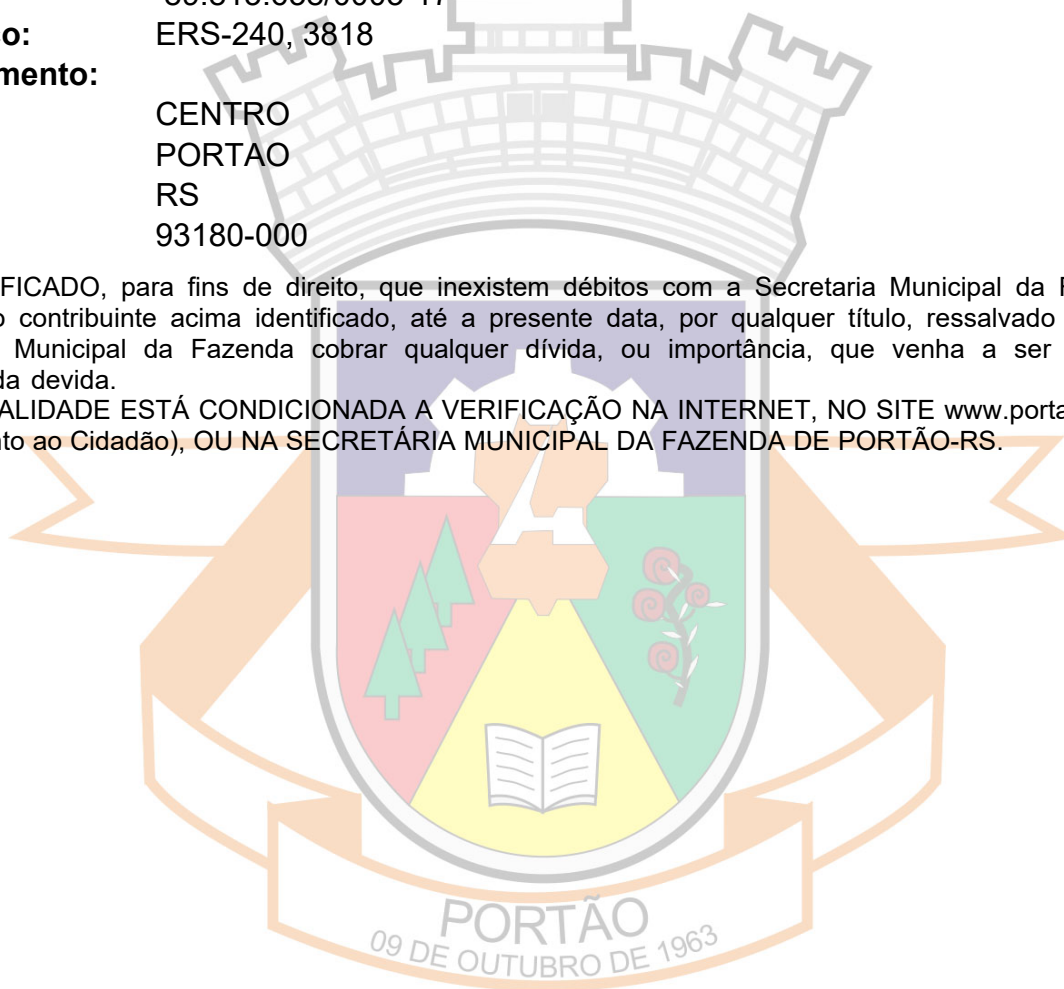 ERS-240, 3818
CENTRO
PORTAO
RS
93180-000
FICADO, para fins de direito, que inexistem débitos com a Secretaria Municipal da
contribuinte acima identificado, até a presente data, por qualquer título, ressalvado
Municipal da Fazenda cobrar qualquer dívida, ou importância, que venha a ser
da devida.
ALIDADE ESTÁ CONDICIONADA A VERIFICAÇÃO NA INTERNET, NO SITE www.porta
nto ao Cidadão), OU NA SECRETÁRIA MUNICIPAL DA FAZENDA DE PORTÃO-RS.
PORTÃO
09 DE OUTUBRO DE 1963